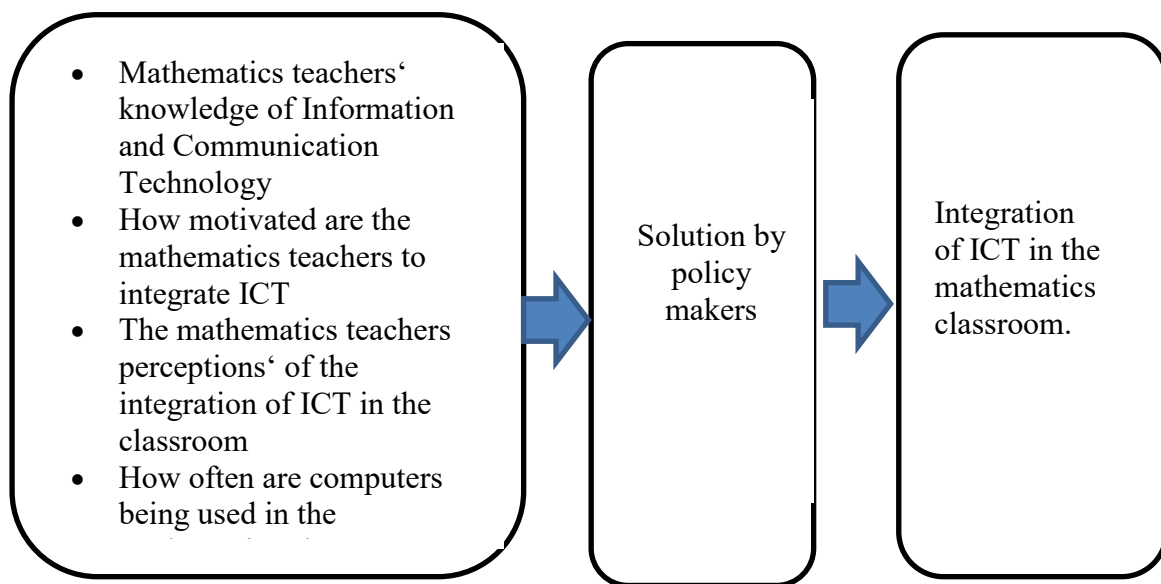 • Mathematics teachers‘
knowledge of Information
and Communication
Technology
• How motivated are the
mathematics teachers to
integrate ICT
• The mathematics teachers
perceptions‘ of the
integration of ICT in the
classroom
• How often are computers
being used in the
Solution by
policy
makers
Integration
of ICT in the
mathematics
classroom.